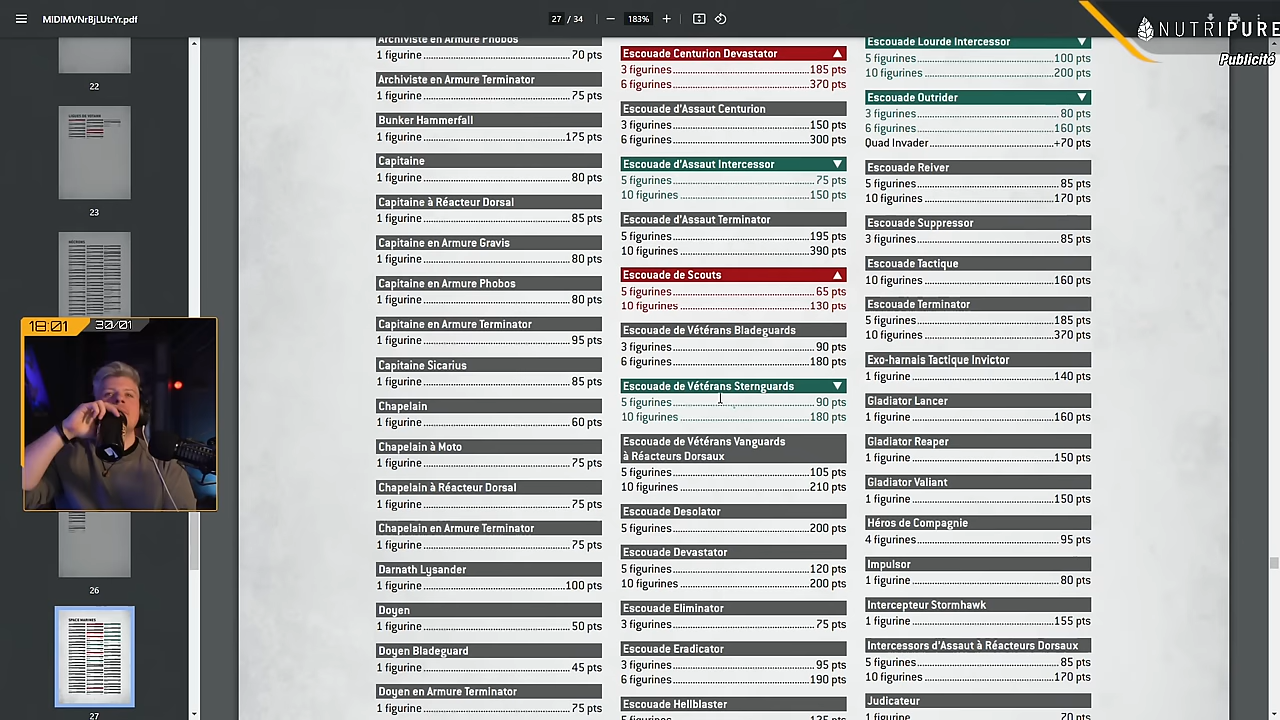 MIDIMVNrBjLUtrYr.pdf
27 / 34
183%
NUTRIPURE
Publicité
22
23
18:01
30/01
26
27
SPACE MARINES
Archiviste en Armure Phobos
1 figurine 70 pts
Archiviste en Armure Terminator
1 figurine 75 pts
Bunker Hammerfall
1 figurine 175 pts
Capitaine
1 figurine 80 pts
Capitaine à Réacteur Dorsal
1 figurine 85 pts
Capitaine en Armure Gravis
1 figurine 80 pts
Capitaine en Armure Phobos
1 figurine 80 pts
Capitaine en Armure Terminator
1 figurine 95 pts
Capitaine Sicarius
1 figurine 85 pts
Chapelain
1 figurine 60 pts
Chapelain à Moto
1 figurine 75 pts
Chapelain à Réacteur Dorsal
1 figurine 75 pts
Chapelain en Armure Terminator
1 figurine 75 pts
Darnath Lysander
1 figurine 100 pts
Doyen
1 figurine 50 pts
Doyen Bladeguard
1 figurine 45 pts
Doyen en Armure Terminator
1 figurine 75 pts
Escouade Centurion Devastator ▲
3 figurines 185 pts
6 figurines 370 pts
Escouade d'Assaut Centurion
3 figurines 150 pts
6 figurines 300 pts
Escouade d'Assaut Intercessor ▼
5 figurines 75 pts
10 figurines 150 pts
Escouade d'Assaut Terminator
5 figurines 195 pts
10 figurines 390 pts
Escouade de Scouts ▲
5 figurines 65 pts
10 figurines 130 pts
Escouade de Vétérans Bladeguards
3 figurines 90 pts
6 figurines 180 pts
Escouade de Vétérans Sternguards ▼
5 figurines 90 pts
10 figurines 180 pts
Escouade de Vétérans Vanguards
à Réacteurs Dorsaux
5 figurines 105 pts
10 figurines 210 pts
Escouade Desolator
5 figurines 200 pts
Escouade Devastator
5 figurines 120 pts
10 figurines 200 pts
Escouade Eliminator
3 figurines 75 pts
Escouade Eradicator
3 figurines 95 pts
6 figurines 190 pts
Escouade Hellblaster
5 figurines 125 pts
Escouade Lourde Intercessor ▼
5 figurines 100 pts
10 figurines 200 pts
Escouade Outrider ▼
3 figurines 80 pts
6 figurines 160 pts
Quad Invader +70 pts
Escouade Reiver
5 figurines 85 pts
10 figurines 170 pts
Escouade Suppressor
3 figurines 85 pts
Escouade Tactique
10 figurines 160 pts
Escouade Terminator
5 figurines 185 pts
10 figurines 370 pts
Exo-harnais Tactique Invictor
1 figurine 140 pts
Gladiator Lancer
1 figurine 160 pts
Gladiator Reaper
1 figurine 150 pts
Gladiator Valiant
1 figurine 150 pts
Héros de Compagnie
4 figurines 95 pts
Impulsor
1 figurine 80 pts
Intercepteur Stormhawk
1 figurine 155 pts
Intercessors d'Assaut à Réacteurs Dorsaux
5 figurines 85 pts
10 figurines 170 pts
Judicateur
1 figurine 70 pts